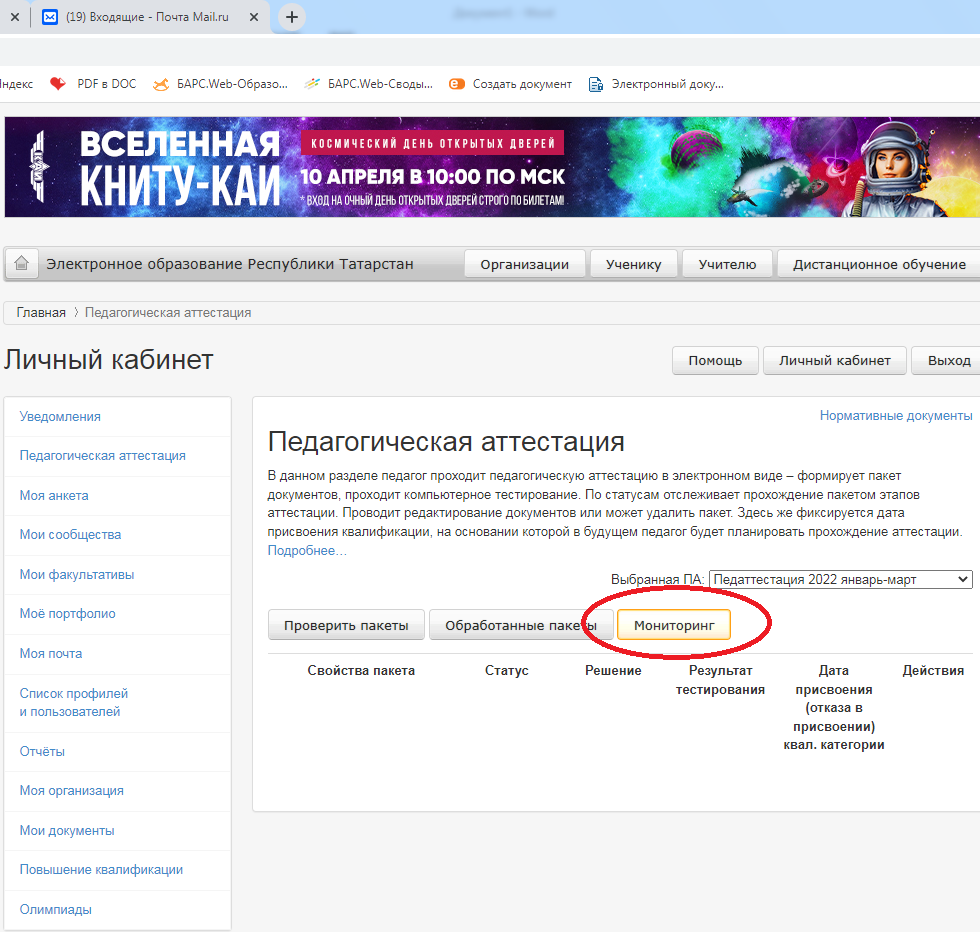 (19) Входящие - Почта Mail.ru
PDF в DOC БАРС.Web-Образо... БАРС.Web-Своды... Создать документ Электронный доку...
ВСЕЛЕННАЯ
КНИТУ-КАИ
КОСМИЧЕСКИЙ ДЕНЬ ОТКРЫТЫХ ДВЕРЕЙ
10 АПРЕЛЯ В 10:00 ПО МСК
* ВХОД НА ОЧНЫЙ ДЕНЬ ОТКРЫТЫХ ДВЕРЕЙ СТРОГО ПО БИЛЕТАМ!
Электронное образование Республики Татарстан Организации Ученику Учителю Дистанционное обучение
Главная 〉 Педагогическая аттестация
Личный кабинет
Помощь Личный кабинет Выход
Уведомления
Педагогическая аттестация
Моя анкета
Мои сообщества
Мои факультативы
Моё портфолио
Моя почта
Список профилей
и пользователей
Отчёты
Моя организация
Мои документы
Повышение квалификации
Олимпиады
Нормативные документы
Педагогическая аттестация
В данном разделе педагог проходит педагогическую аттестацию в электронном виде – формирует пакет
документов, проходит компьютерное тестирование. По статусам отслеживает прохождение пакетом этапов
аттестации. Проводит редактирование документов или может удалить пакет. Здесь же фиксируется дата
присвоения квалификации, на основании которой в будущем педагог будет планировать прохождение аттестации.
Подробнее…
Выбранная ПА: Педаттестация 2022 январь-март
Проверить пакеты Обработанные пакеты Мониторинг
Свойства пакета Статус Решение Результат
тестирования Дата
присвоения
(отказа в
присвоении)
квал. категории Действия